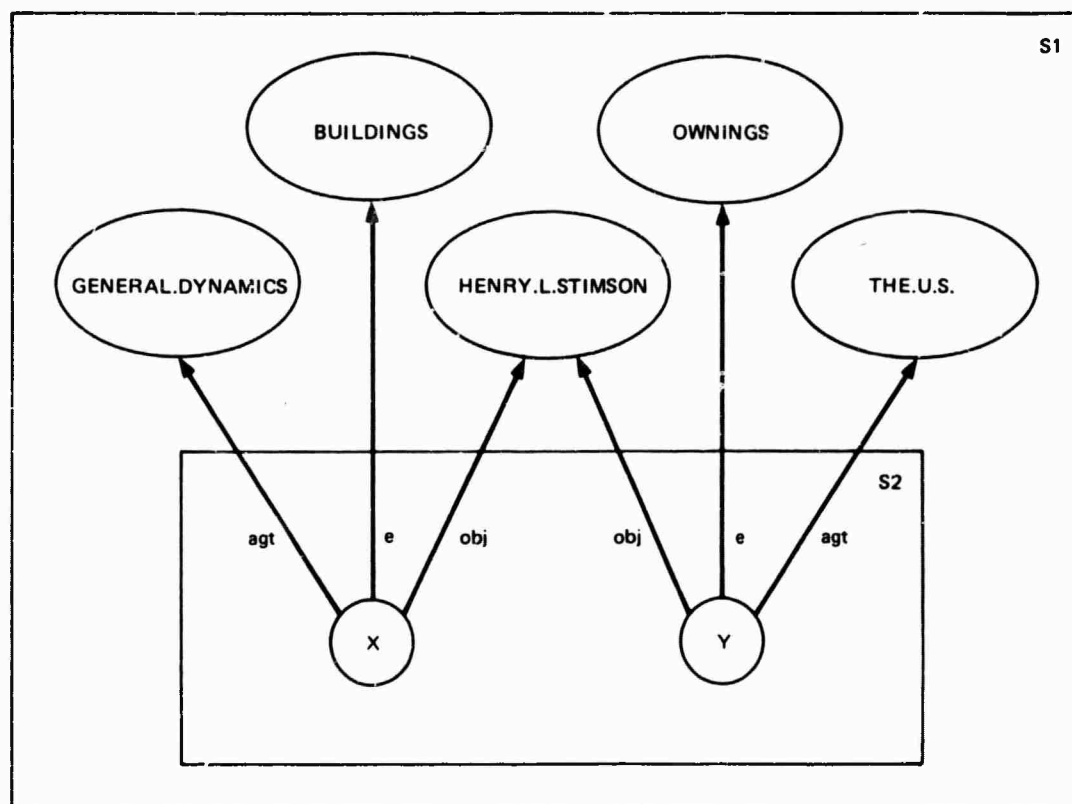 S1
BUILDINGS
OWNINGS
GENERAL.DYNAMICS
HENRY.L.STIMSON
THE.U.S.
S2
agt
e
obj
obj
e
agt
X
Y